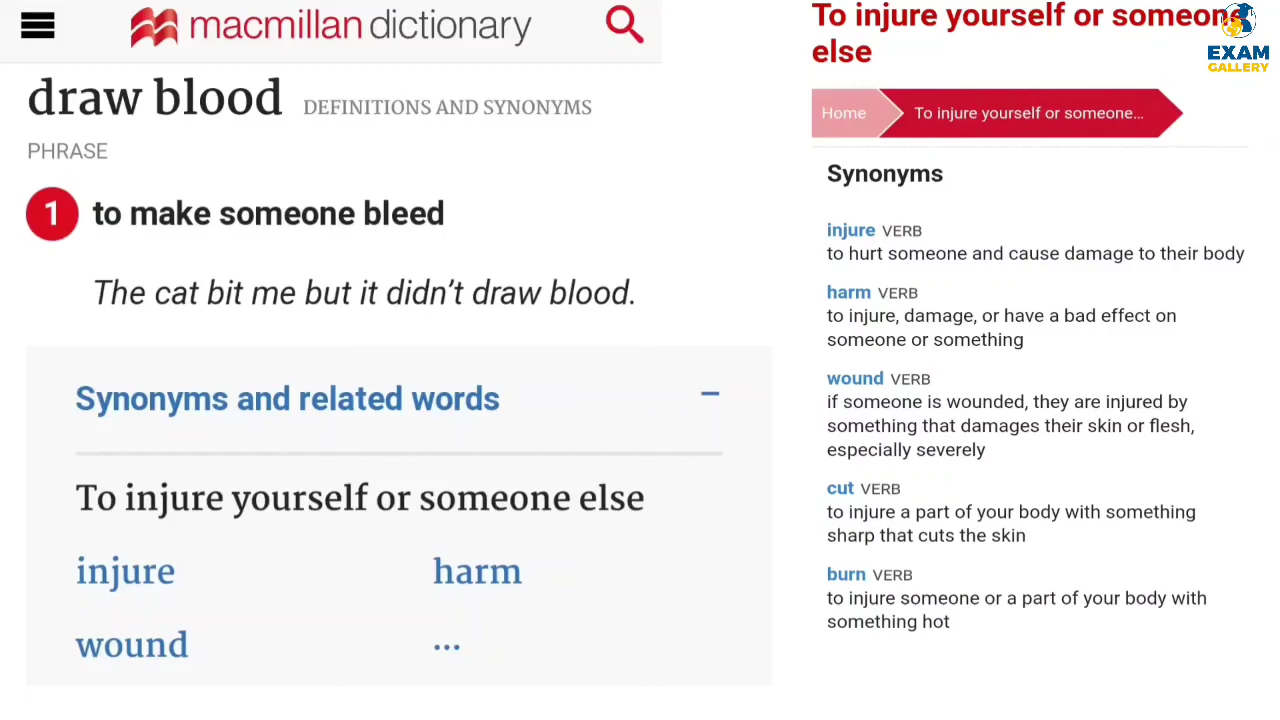 macmillan dictionary
draw blood DEFINITIONS AND SYNONYMS
PHRASE
1 to make someone bleed
The cat bit me but it didn't draw blood.
Synonyms and related words –
To injure yourself or someone else
injure harm
wound ...
To injure yourself or someone
else
EXAM
GALLERY
Home To injure yourself or someone...
Synonyms
injure VERB
to hurt someone and cause damage to their body
harm VERB
to injure, damage, or have a bad effect on
someone or something
wound VERB
if someone is wounded, they are injured by
something that damages their skin or flesh,
especially severely
cut VERB
to injure a part of your body with something
sharp that cuts the skin
burn VERB
to injure someone or a part of your body with
something hot